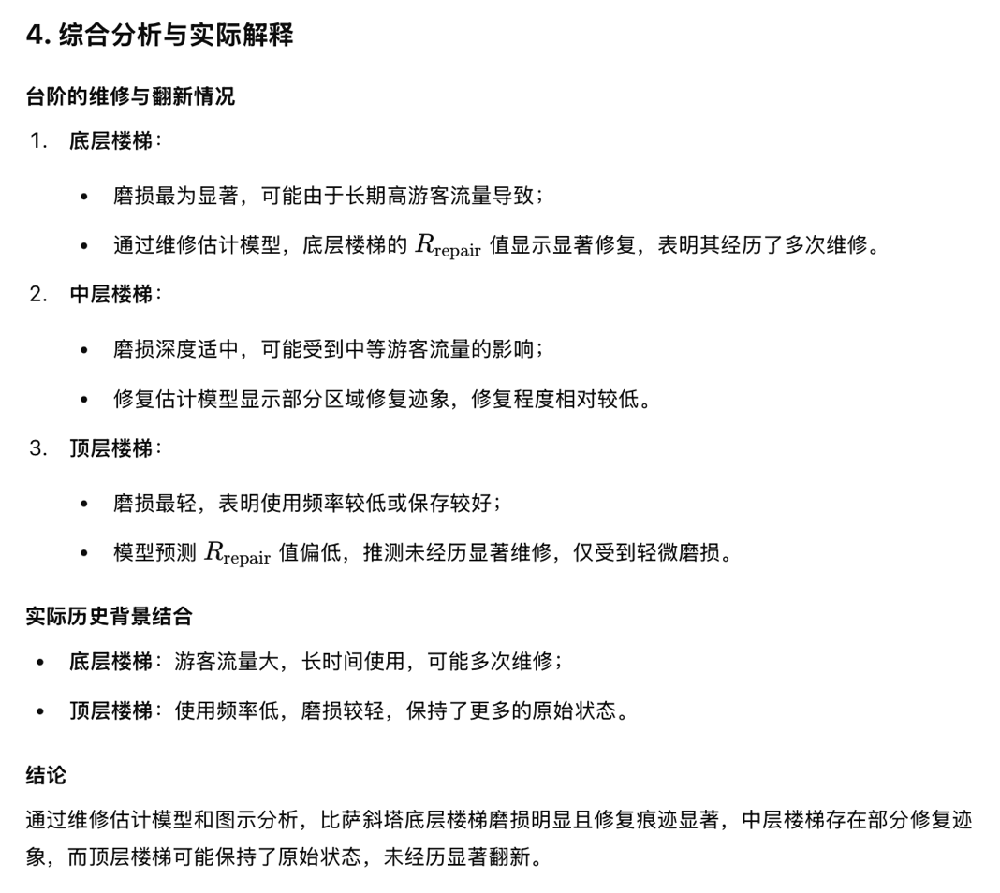 4. 综合分析与实际解释
台阶的维修与翻新情况
1. 底层楼梯：
• 磨损最为显著，可能由于长期高游客流量导致；
• 通过维修估计模型，底层楼梯的 R_repair 值显示显著修复，表明其经历了多次维修。
2. 中层楼梯：
• 磨损深度适中，可能受到中等游客流量的影响；
• 修复估计模型显示部分区域修复迹象，修复程度相对较低。
3. 顶层楼梯：
• 磨损最轻，表明使用频率较低或保存较好；
• 模型预测 R_repair 值偏低，推测未经历显著维修，仅受到轻微磨损。
实际历史背景结合
• 底层楼梯：游客流量大，长时间使用，可能多次维修；
• 顶层楼梯：使用频率低，磨损较轻，保持了更多的原始状态。
结论
通过维修估计模型和图示分析，比萨斜塔底层楼梯磨损明显且修复痕迹显著，中层楼梯存在部分修复迹
象，而顶层楼梯可能保持了原始状态，未经历显著翻新。